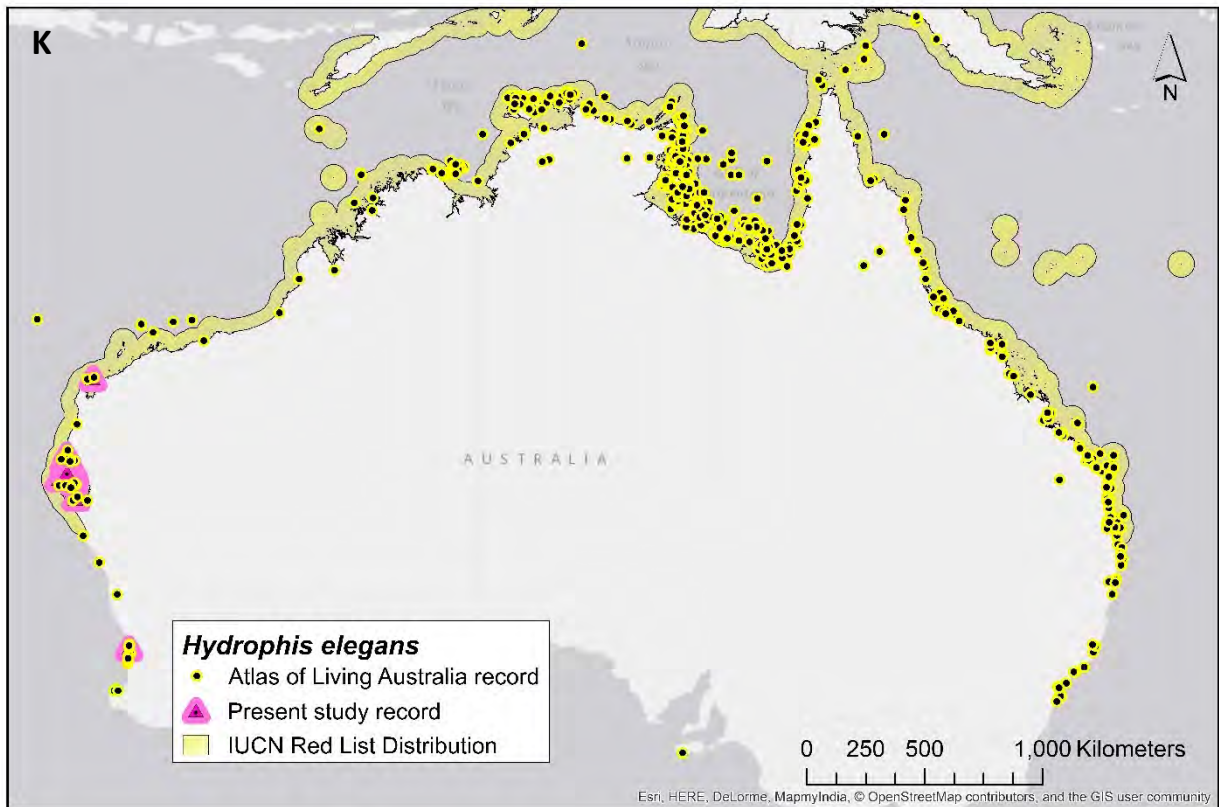 K
N
AUSTRALIA
Hydrophis elegans
Atlas of Living Australia record
Present study record
IUCN Red List Distribution
0 250 500 1,000 Kilometers
Esri, HERE, DeLorme, MapmyIndia, © OpenStreetMap contributors, and the GIS user community